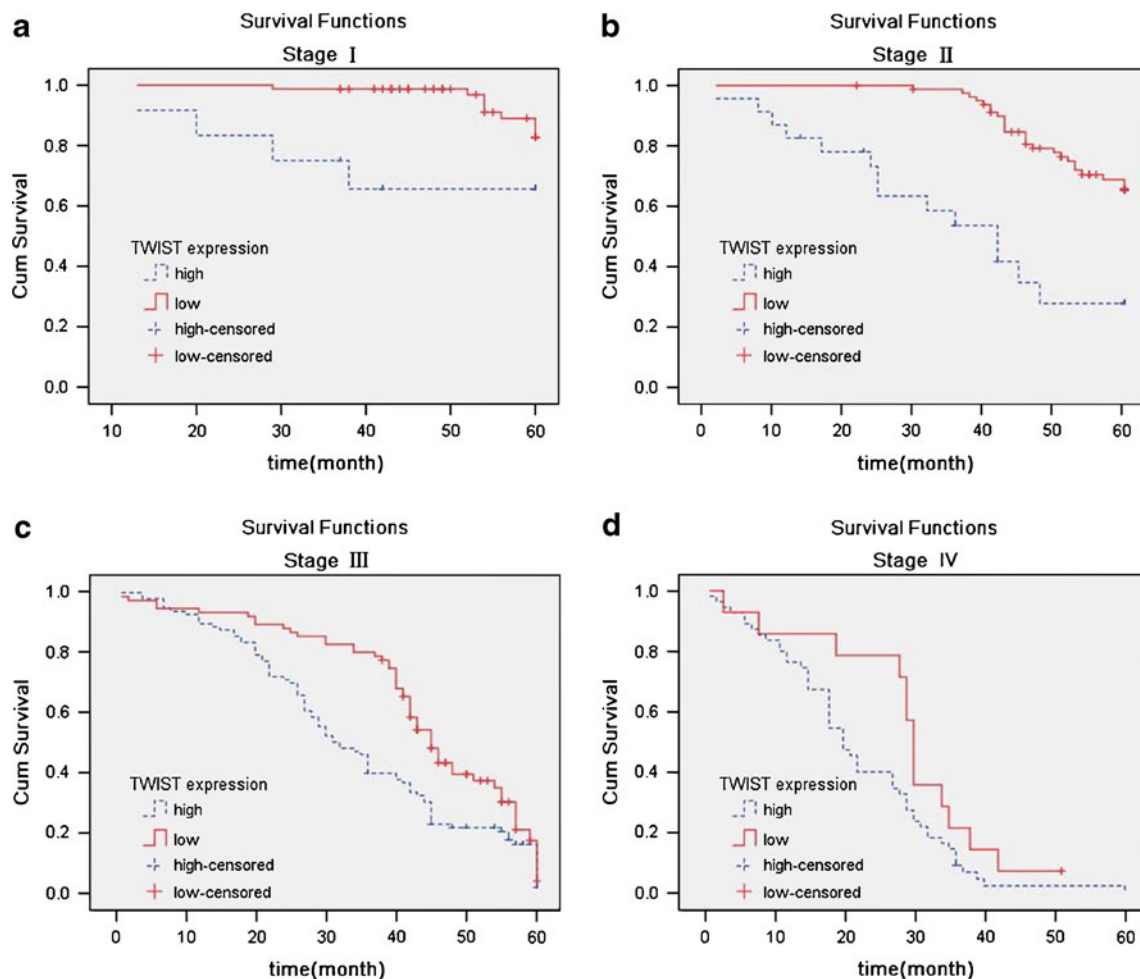 a
Survival Functions
Stage I
1.0
0.8
0.6
0.4
0.2
0.0
Cum Survival
TWIST expression
high
low
high-censored
low-censored
10 20 30 40 50 60
time(month)
b
Survival Functions
Stage II
1.0
0.8
0.6
0.4
0.2
0.0
Cum Survival
TWIST expression
high
low
high-censored
low-censored
0 10 20 30 40 50 60
time(month)
c
Survival Functions
Stage III
1.0
0.8
0.6
0.4
0.2
0.0
Cum Survival
TWIST expression
high
low
high-censored
low-censored
0 10 20 30 40 50 60
time(month)
d
Survival Functions
Stage IV
1.0
0.8
0.6
0.4
0.2
0.0
Cum Survival
TWIST expression
high
low
high-censored
low-censored
0 10 20 30 40 50 60
time(month)